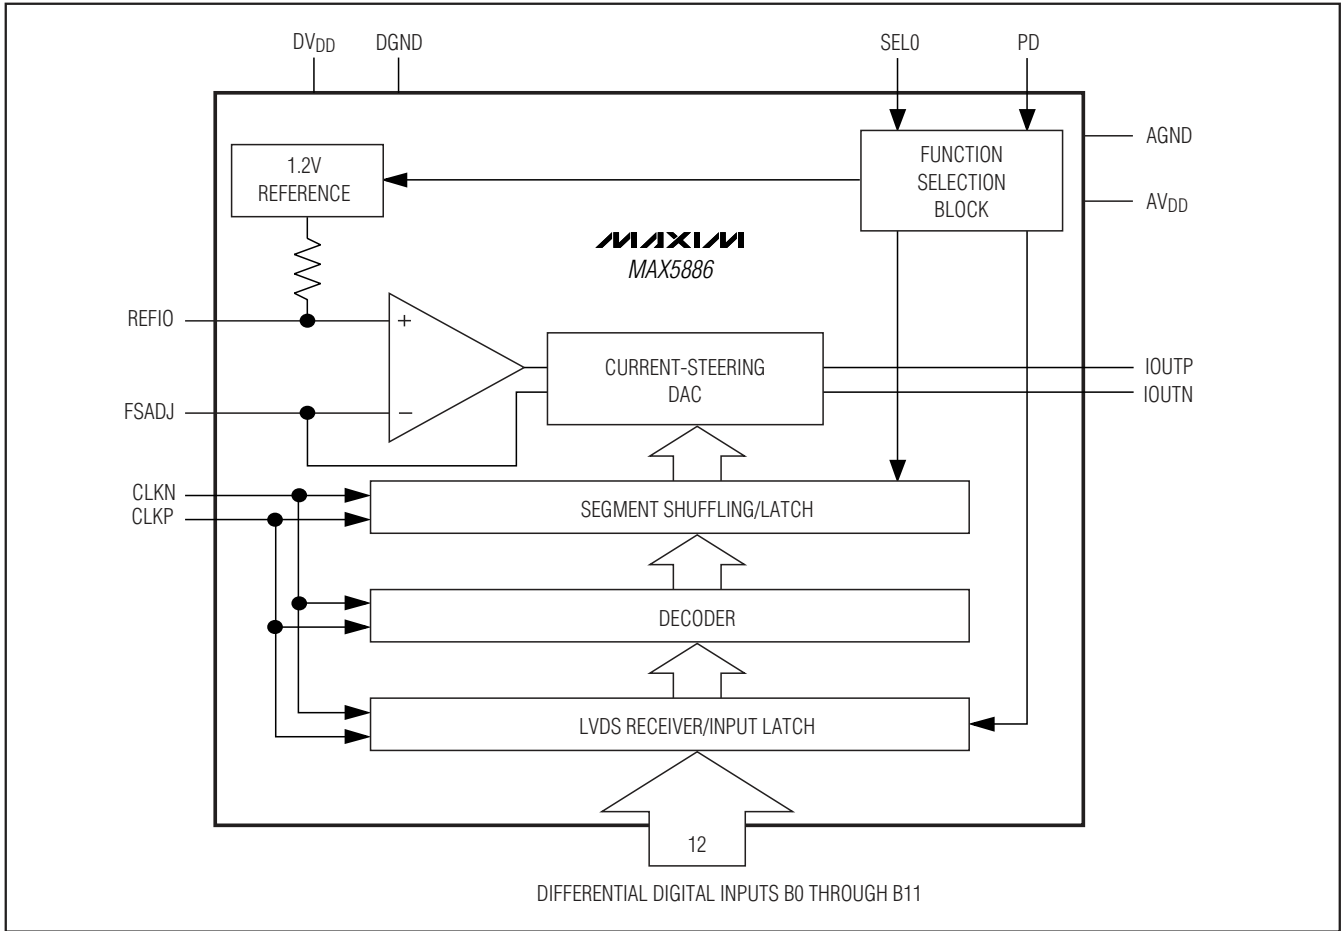 DVDD DGND SEL0 PD
AGND
AVDD
1.2V
REFERENCE
FUNCTION
SELECTION
BLOCK
MAXIM
MAX5886
REFIO
+
FSADJ
−
CURRENT-STEERING
DAC
IOUTP
IOUTN
CLKN
CLKP
SEGMENT SHUFFLING/LATCH
DECODER
LVDS RECEIVER/INPUT LATCH
12
DIFFERENTIAL DIGITAL INPUTS B0 THROUGH B11